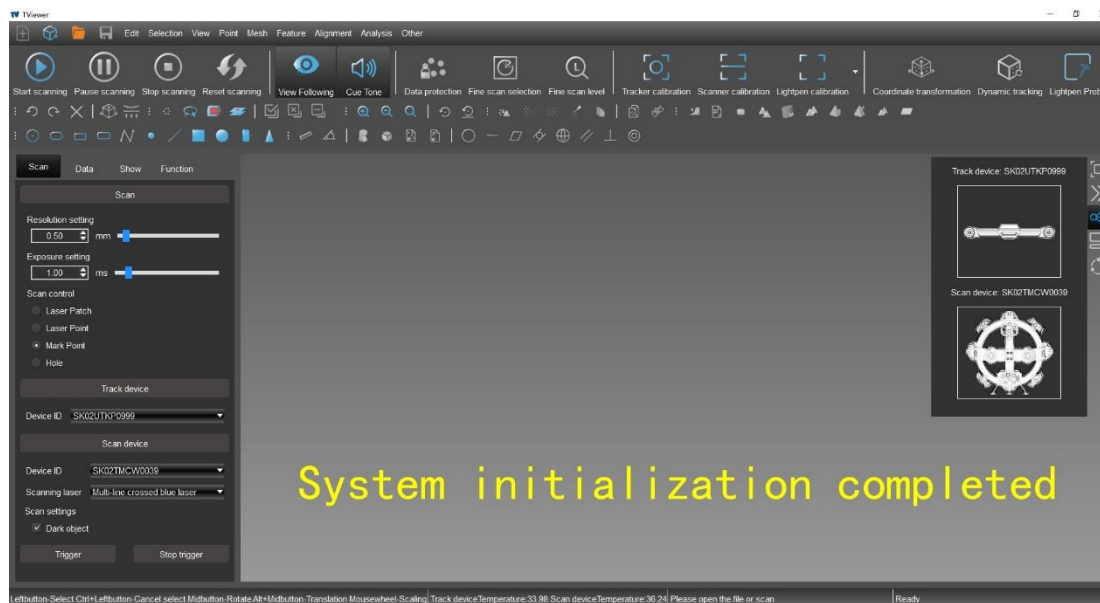 TViewer
Edit Selection View Point Mesh Feature Alignment Analysis Other
Start scanning Pause scanning Stop scanning Reset scanning View Following Cue Tone Data protection Fine scan selection Fine scan level Tracker calibration Scanner calibration Lightpen calibration Coordinate transformation Dynamic tracking Lightpen Prob
Scan Data Show Function
Scan
Resolution setting
0.50 mm
Exposure setting
1.00 ms
Scan control
Laser Patch
Laser Point
Mark Point
Hole
Track device
Device ID SK02UTKP0999
Scan device
Device ID SK02TMCW0039
Scanning laser Multi-line crossed blue laser
Scan settings
Dark object
Trigger Stop trigger
Track device: SK02UTKP0999
Scan device: SK02TMCW0039
System initialization completed
Leftbutton-Select Ctrl+Leftbutton-Cancel select Midbutton-Rotate Alt+Midbutton-Translation Mousewheel-Scaling Track deviceTemperature:33.98 Scan deviceTemperature:36.24 Please open the file or scan Ready